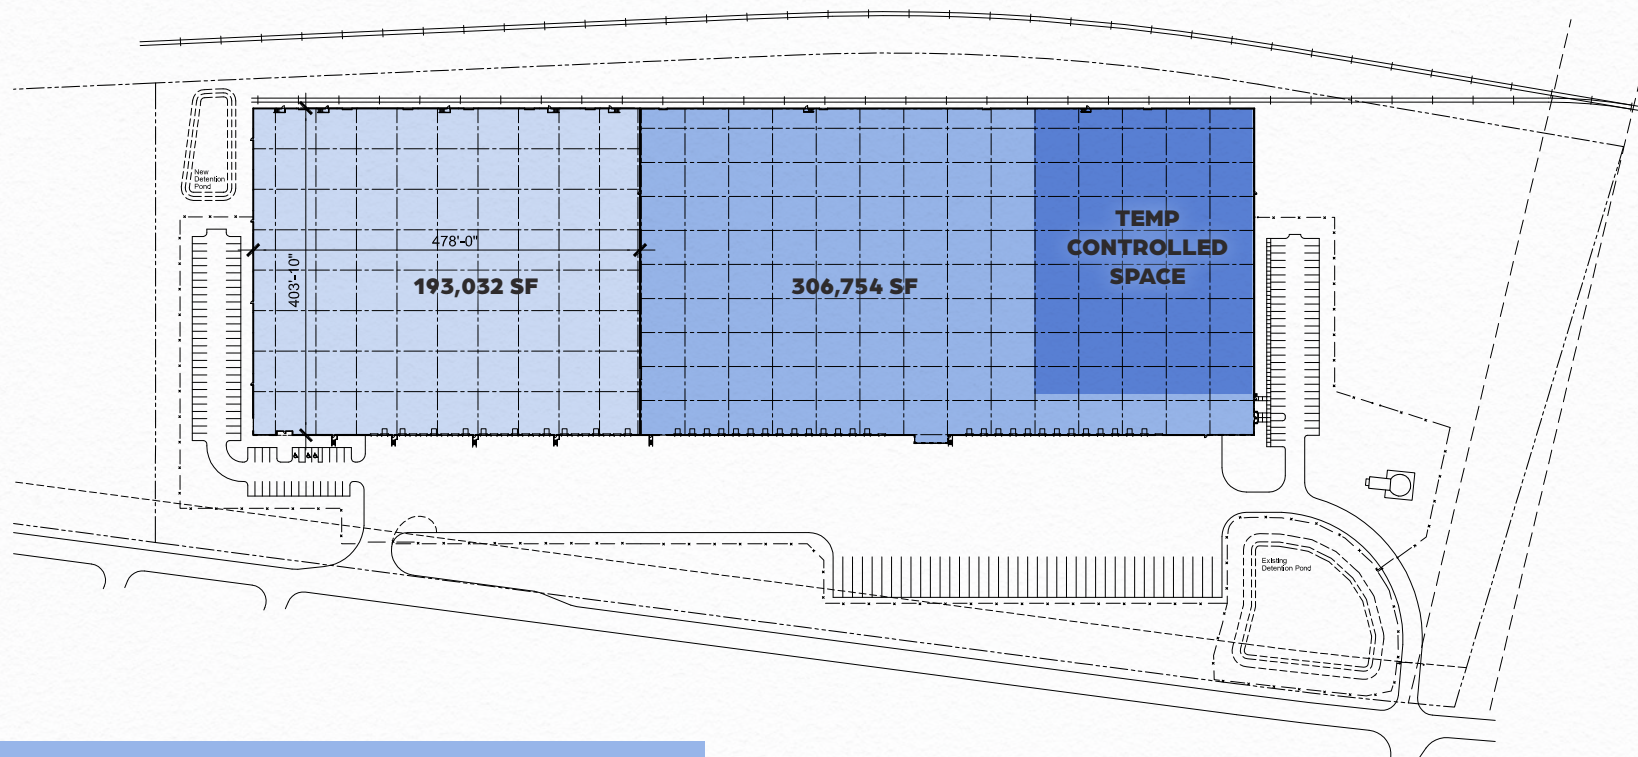 New
Detention
Pond
478'-0"
403'-10"
193,032 SF
306,754 SF
TEMP
CONTROLLED
SPACE
Existing
Detention Pond